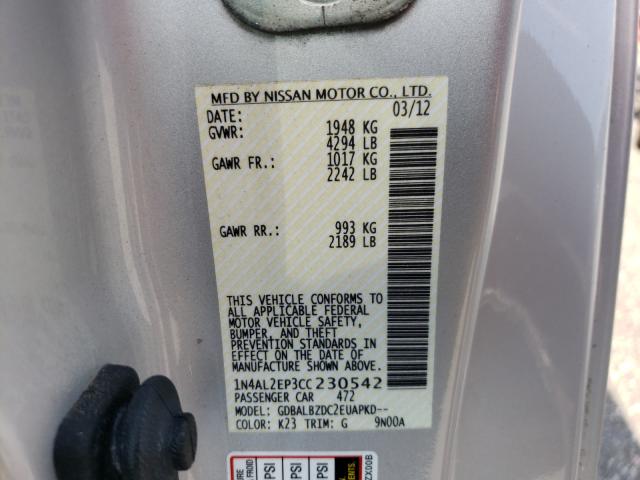 MFD BY NISSAN MOTOR CO., LTD.
DATE: 03/12
GVWR: 1948 KG
4294 LB
GAWR FR.: 1017 KG
2242 LB
GAWR RR.: 993 KG
2189 LB
THIS VEHICLE CONFORMS TO
ALL APPLICABLE FEDERAL
MOTOR VEHICLE SAFETY,
BUMPER, AND THEFT
PREVENTION STANDARDS IN
EFFECT ON THE DATE OF
MANUFACTURE SHOWN ABOVE.
1N4AL2EP3CC230542
PASSENGER CAR 472
MODEL: GDBALBZDC2EUAPKD--
COLOR: K23 TRIM: G 9N00A
PSI PSI PSI
ZX00B